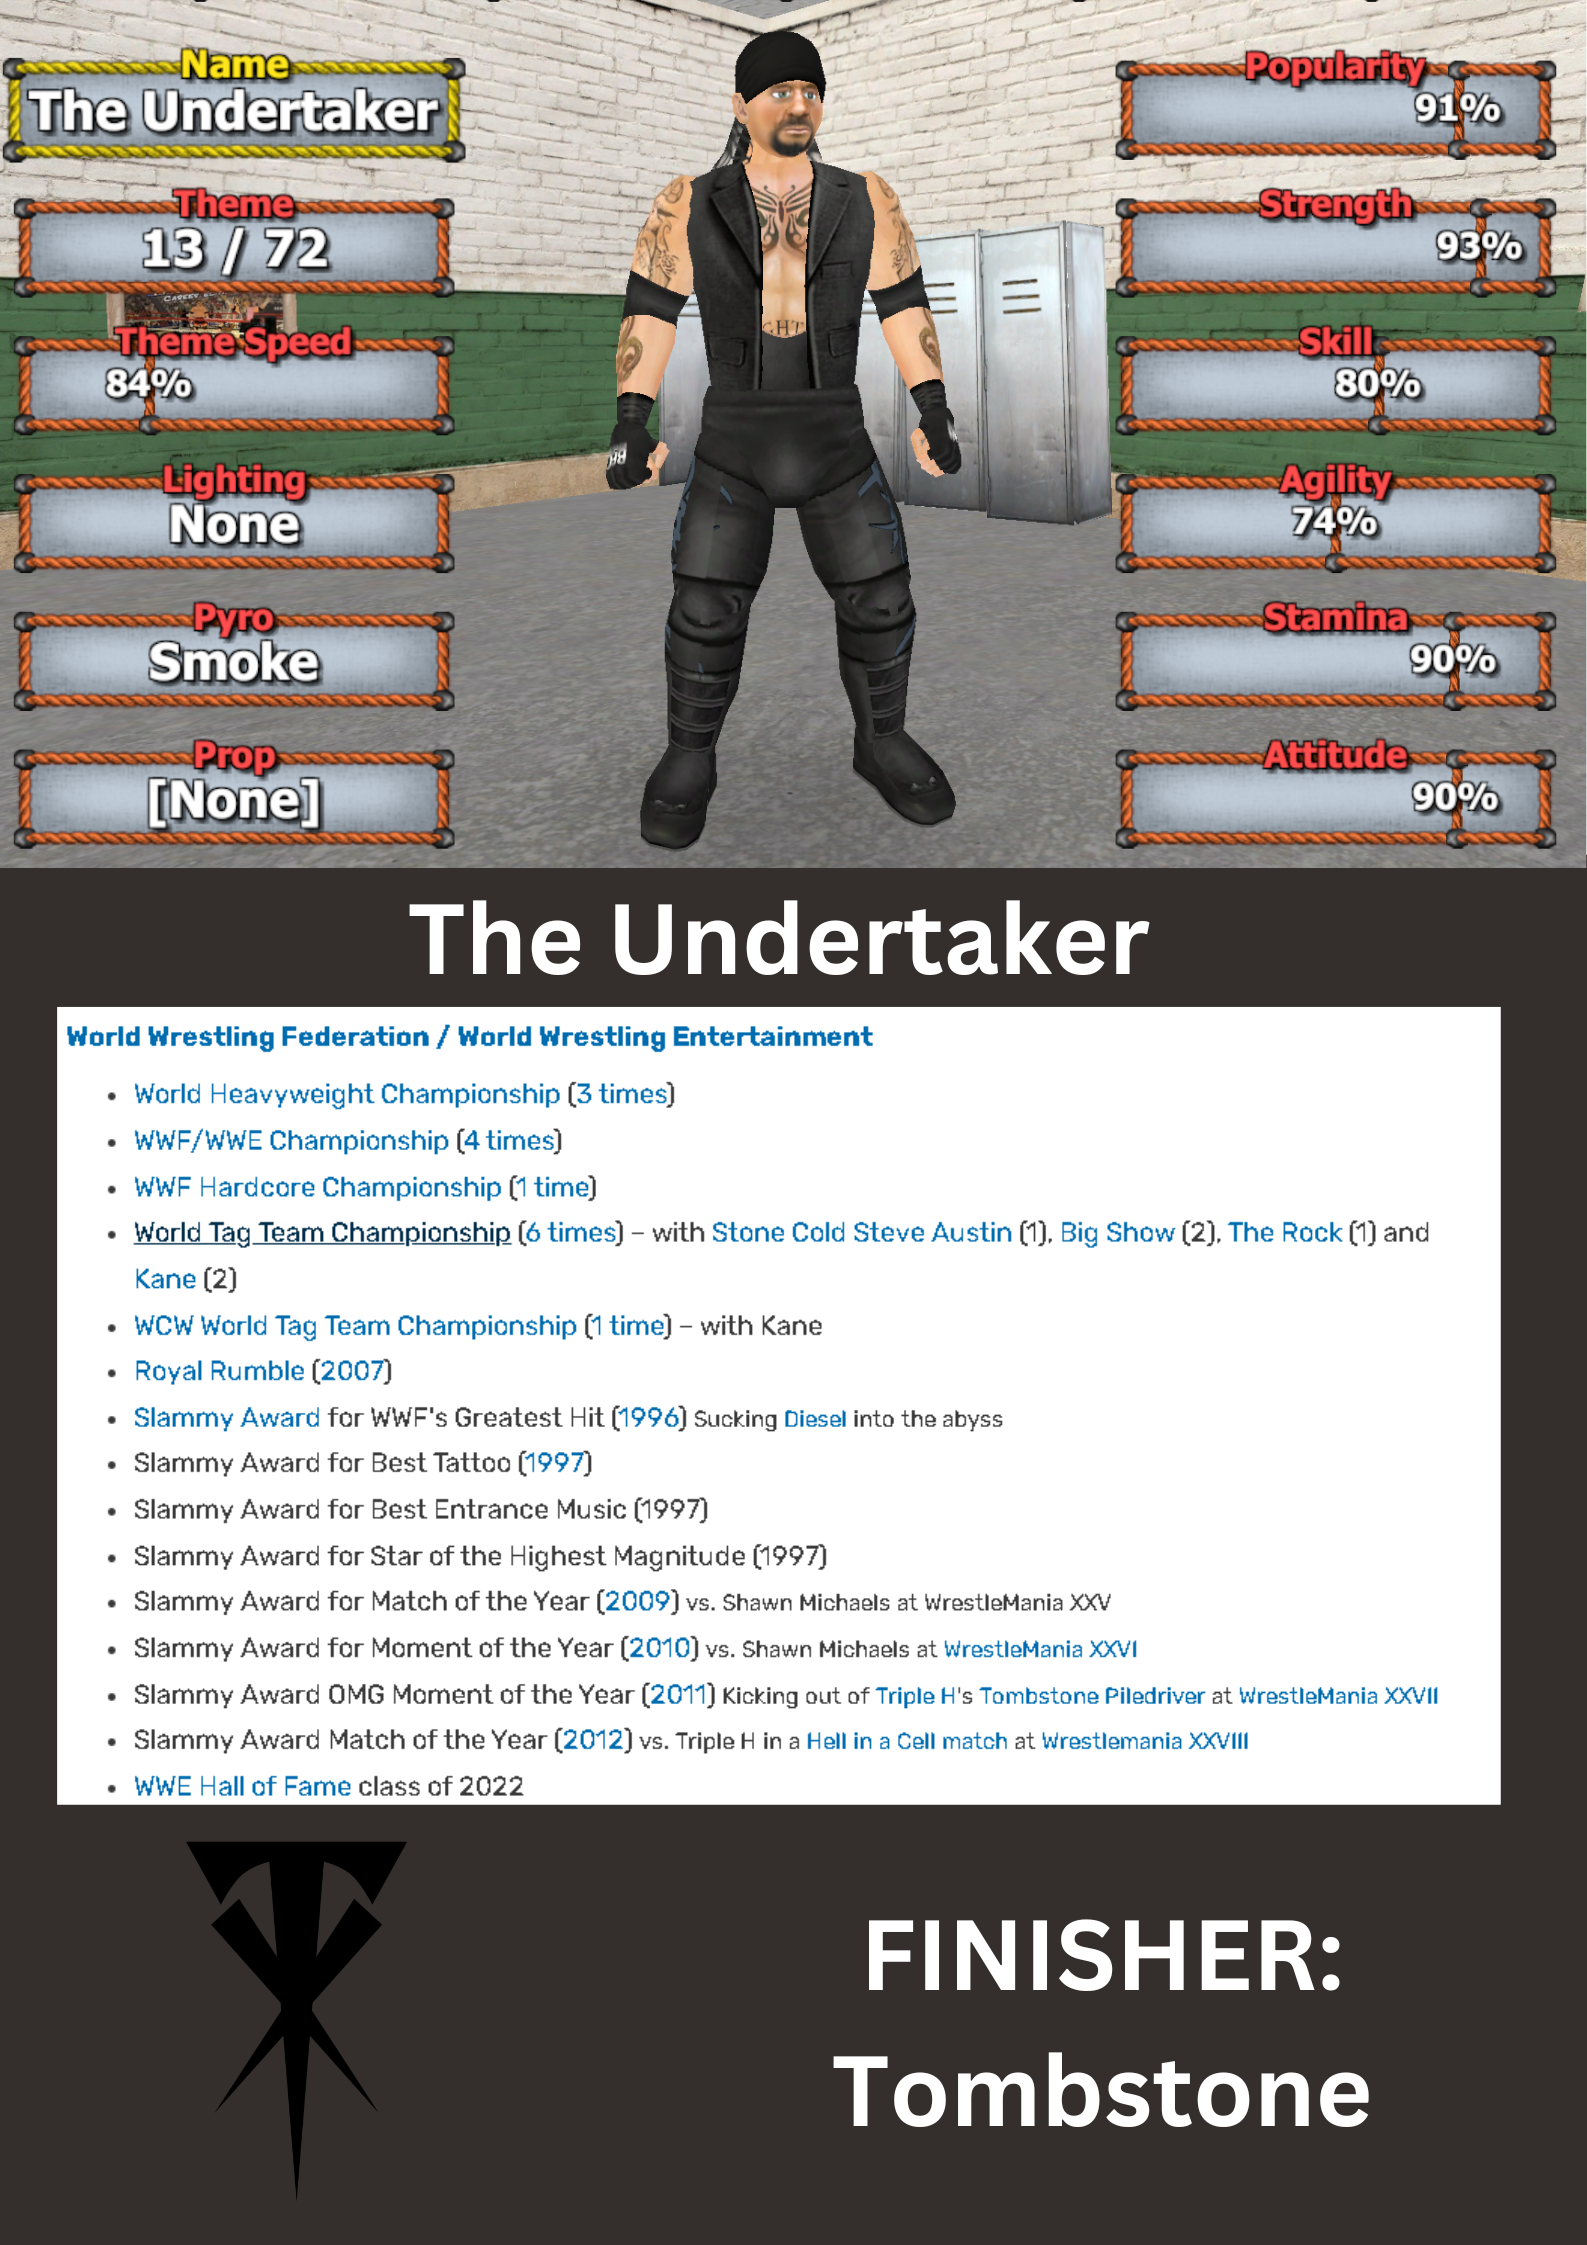 Name
The Undertaker
Theme
13 / 72
Theme Speed
84%
Lighting
None
Pyro
Smoke
Prop
[None]
Popularity
91%
Strength
93%
Skill
80%
Agility
74%
Stamina
90%
Attitude
90%
The Undertaker
World Wrestling Federation / World Wrestling Entertainment
• World Heavyweight Championship (3 times)
• WWF/WWE Championship (4 times)
• WWF Hardcore Championship (1 time)
• World Tag Team Championship (6 times) – with Stone Cold Steve Austin (1), Big Show (2), The Rock (1) and
Kane (2)
• WCW World Tag Team Championship (1 time) – with Kane
• Royal Rumble (2007)
• Slammy Award for WWF's Greatest Hit (1996) Sucking Diesel into the abyss
• Slammy Award for Best Tattoo (1997)
• Slammy Award for Best Entrance Music (1997)
• Slammy Award for Star of the Highest Magnitude (1997)
• Slammy Award for Match of the Year (2009) vs. Shawn Michaels at WrestleMania XXV
• Slammy Award for Moment of the Year (2010) vs. Shawn Michaels at WrestleMania XXVI
• Slammy Award OMG Moment of the Year (2011) Kicking out of Triple H's Tombstone Piledriver at WrestleMania XXVII
• Slammy Award Match of the Year (2012) vs. Triple H in a Hell in a Cell match at Wrestlemania XXVIII
• WWE Hall of Fame class of 2022
FINISHER:
Tombstone